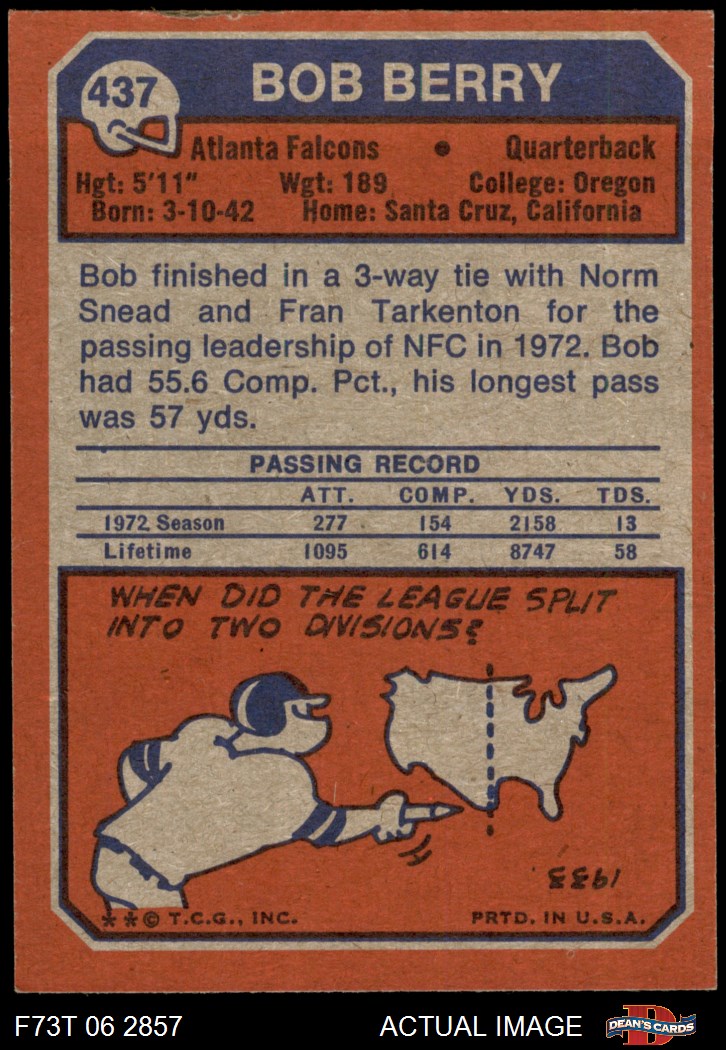 437
BOB BERRY
Atlanta Falcons • Quarterback
Hgt: 5'11" Wgt: 189 College: Oregon
Born: 3-10-42 Home: Santa Cruz, California
Bob finished in a 3-way tie with Norm
Snead and Fran Tarkenton for the
passing leadership of NFC in 1972. Bob
had 55.6 Comp. Pct., his longest pass
was 57 yds.
PASSING RECORD
ATT. COMP. YDS. TDS.
1972 Season 277 154 2158 13
Lifetime 1095 614 8747 58
WHEN DID THE LEAGUE SPLIT
INTO TWO DIVISIONS?
1933
**© T.C.G., INC. PRTD. IN U.S.A.
F73T 06 2857 ACTUAL IMAGE DEAN'S CARDS